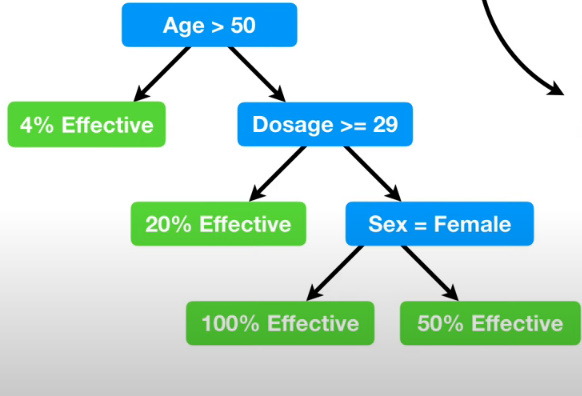 Age > 50
4% Effective
Dosage >= 29
20% Effective
Sex = Female
100% Effective
50% Effective